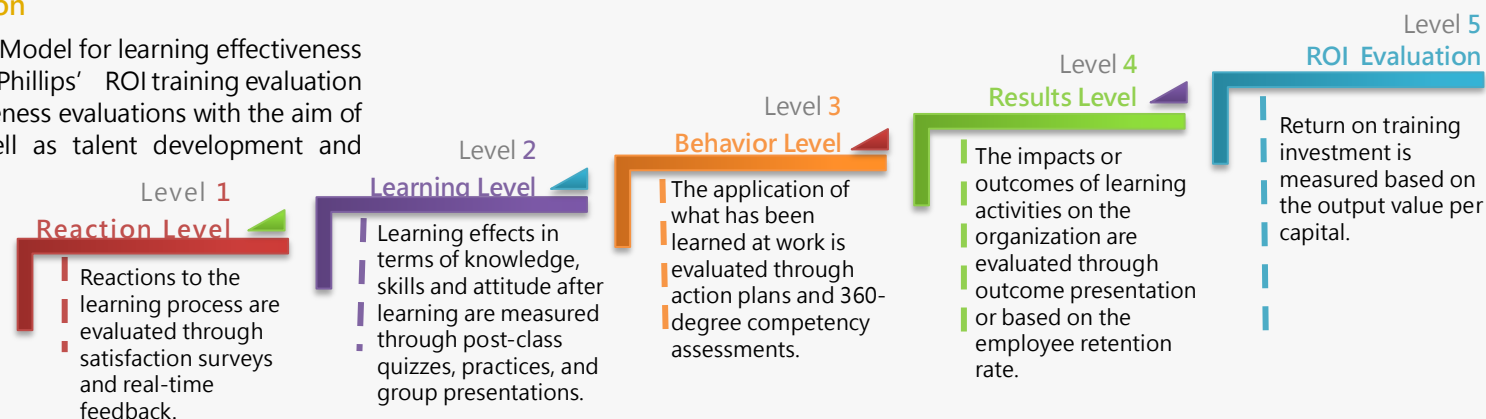 on
Model for learning effectiveness
Phillips’ ROI training evaluation
eness evaluations with the aim of
ell as talent development and
Level 1
Reaction Level
Reactions to the
learning process are
evaluated through
satisfaction surveys
and real-time
feedback.
Level 2
Learning Level
Learning effects in
terms of knowledge,
skills and attitude after
learning are measured
through post-class
quizzes, practices, and
group presentations.
Level 3
Behavior Level
The application of
what has been
learned at work is
evaluated through
action plans and 360-
degree competency
assessments.
Level 4
Results Level
The impacts or
outcomes of learning
activities on the
organization are
evaluated through
outcome presentation
or based on the
employee retention
rate.
Level 5
ROI Evaluation
Return on training
investment is
measured based on
the output value per
capital.